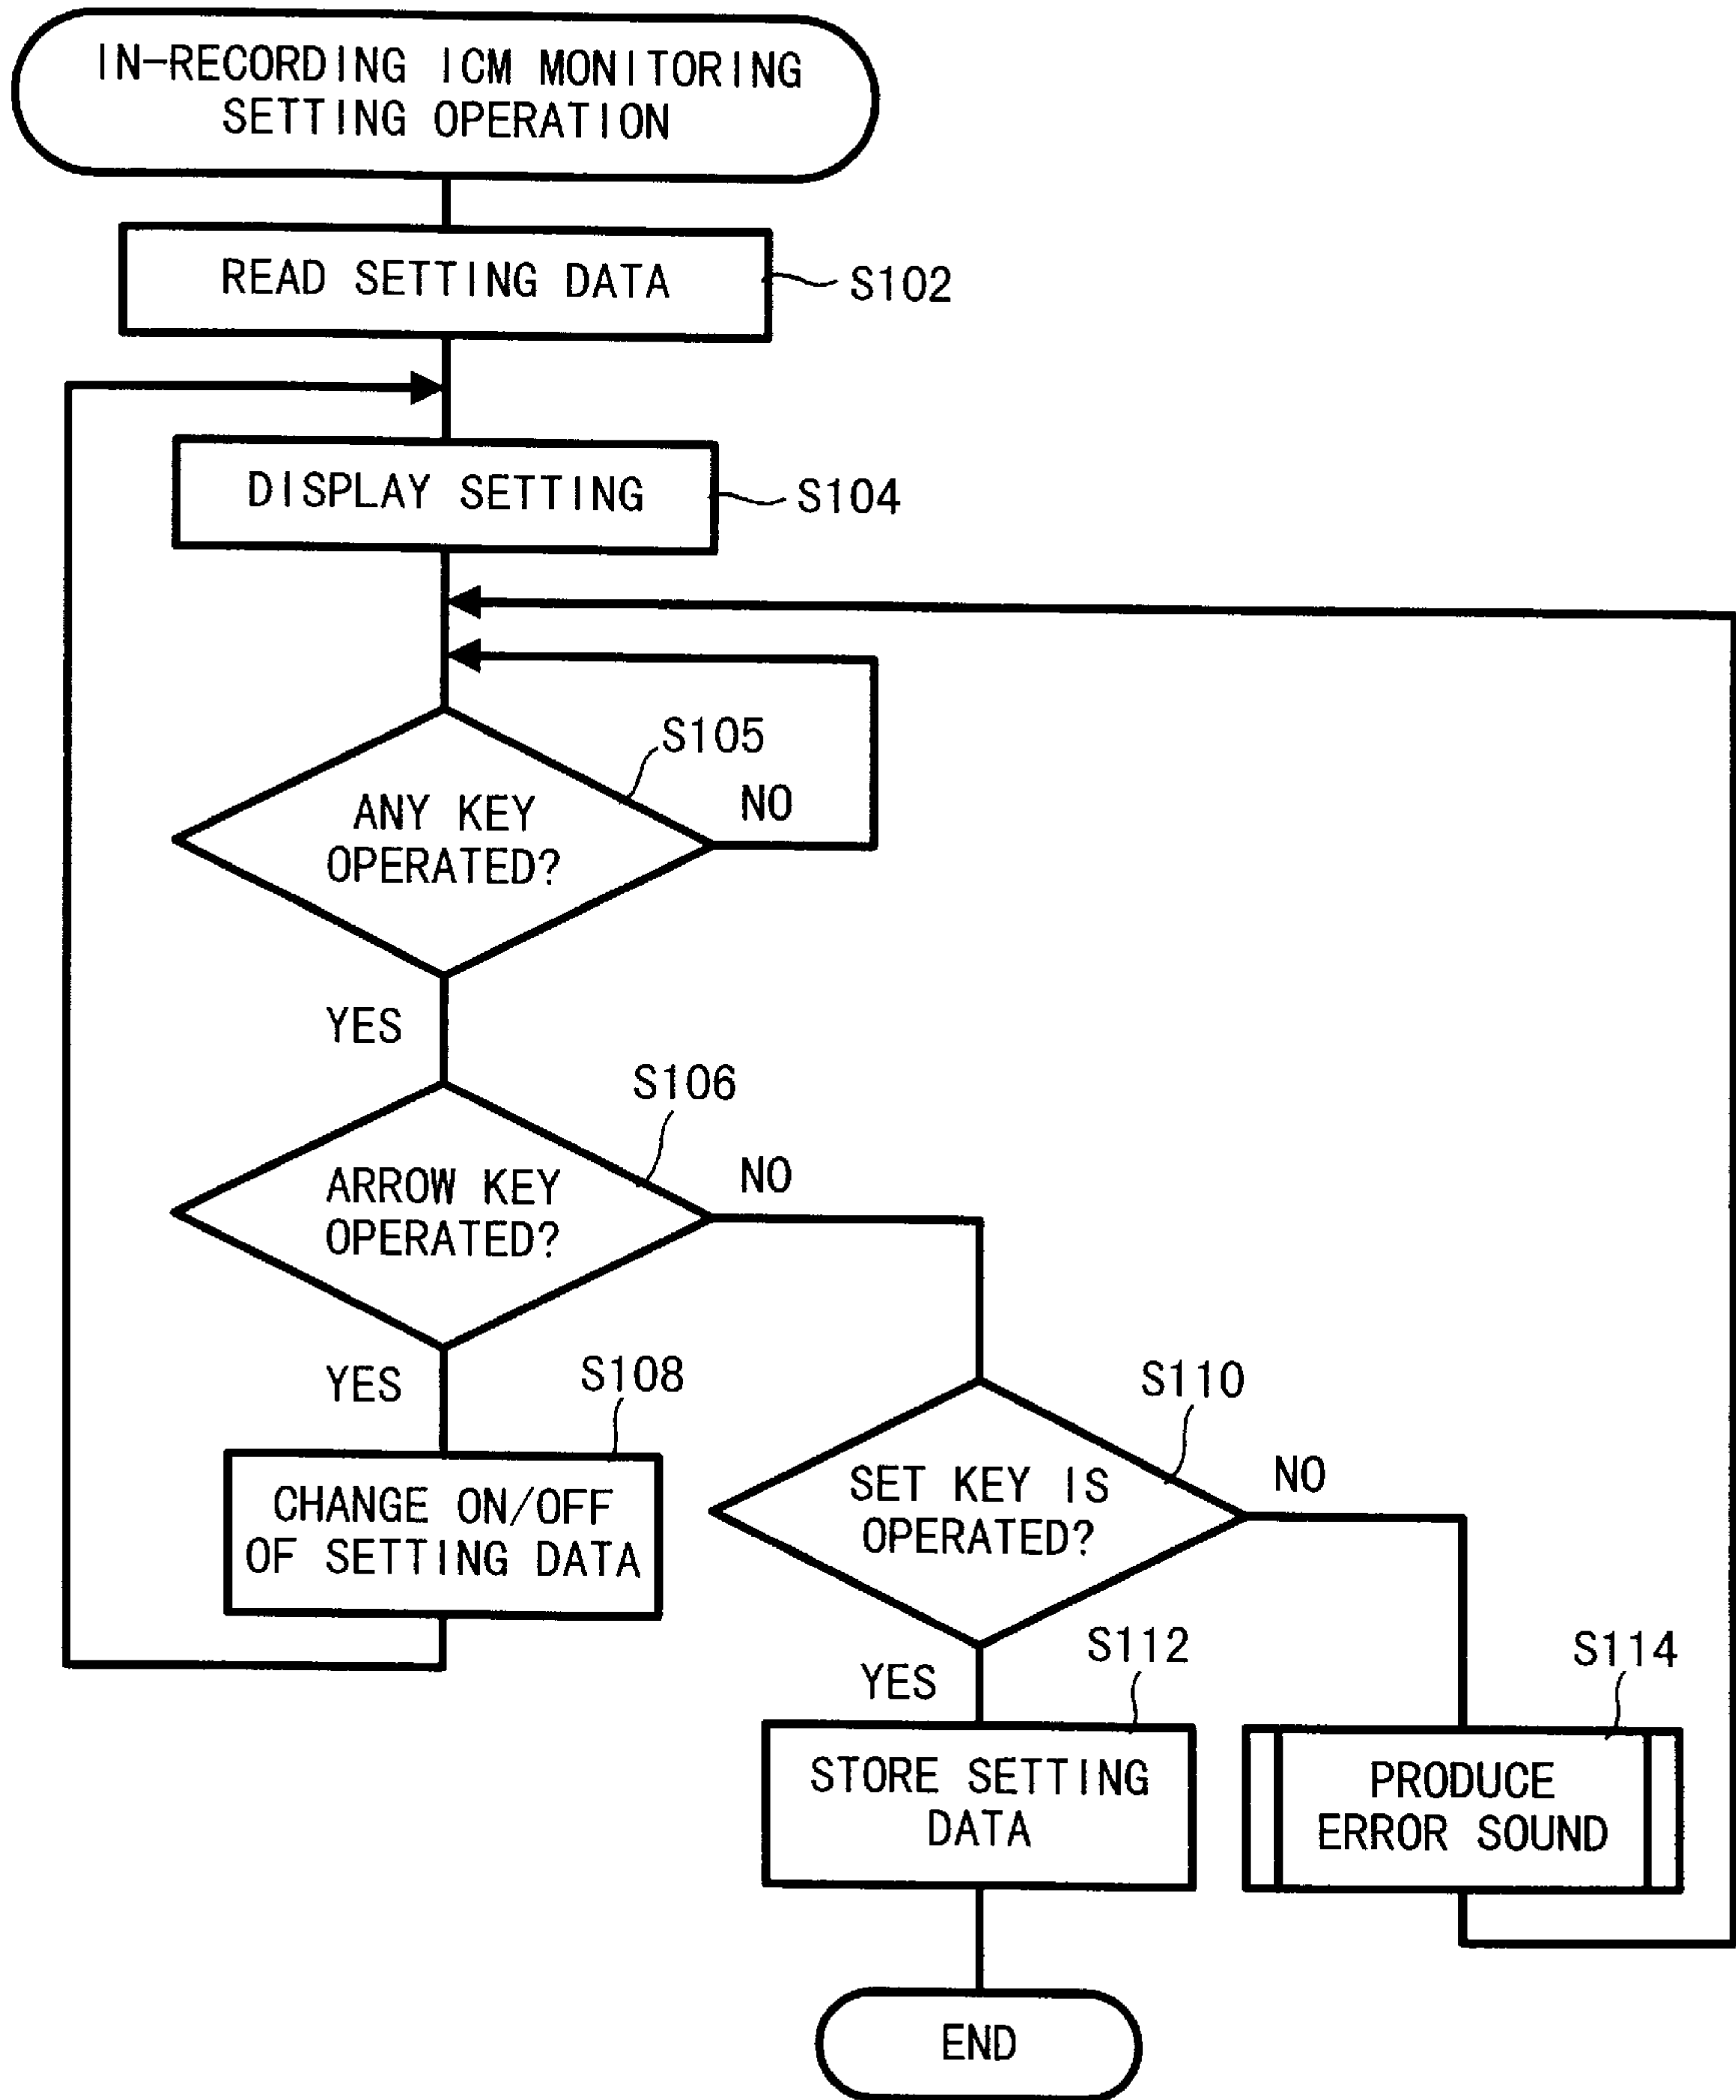 IN-RECORDING ICM MONITORING
SETTING OPERATION
READ SETTING DATA
S102
DISPLAY SETTING
S104
S105
ANY KEY
OPERATED?
NO
YES
S106
ARROW KEY
OPERATED?
NO
YES
S108
CHANGE ON/OFF
OF SETTING DATA
S110
SET KEY IS
OPERATED?
NO
YES
S112
STORE SETTING
DATA
S114
PRODUCE
ERROR SOUND
END